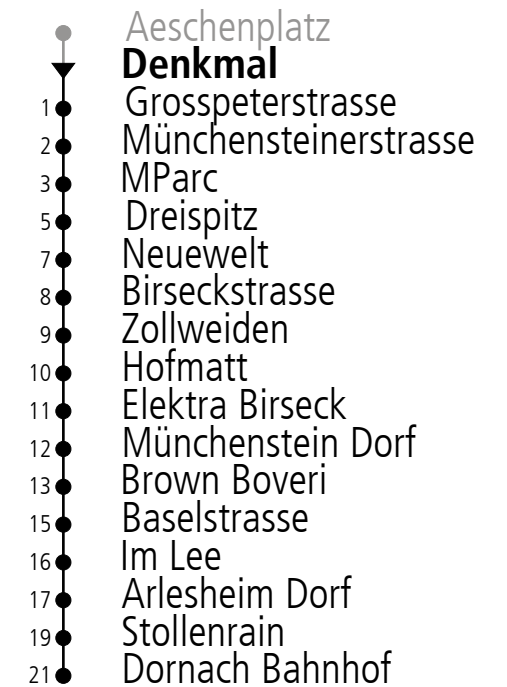 Aeschenplatz
Denkmal
1 Grosspeterstrasse
2 Münchensteinerstrasse
3 MParc
5 Dreispitz
7 Neuewelt
8 Birseckstrasse
9 Zollweiden
10 Hofmatt
11 Elektra Birseck
12 Münchenstein Dorf
13 Brown Boveri
15 Baselstrasse
16 Im Lee
17 Arlesheim Dorf
19 Stollenrain
21 Dornach Bahnhof